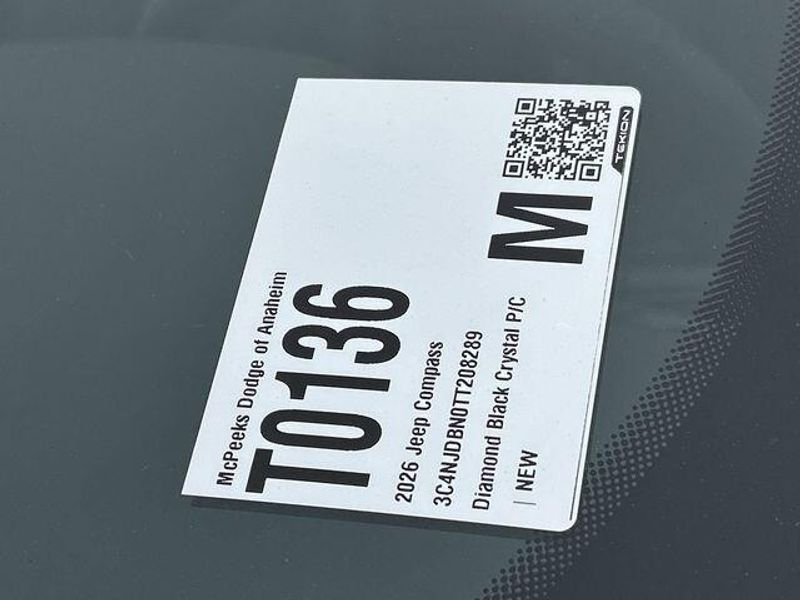 McPeeks Dodge of Anaheim
T0136
2026 Jeep Compass
3C4NJDBN0TT208289
Diamond Black Crystal P/C
| NEW
M
TEKION